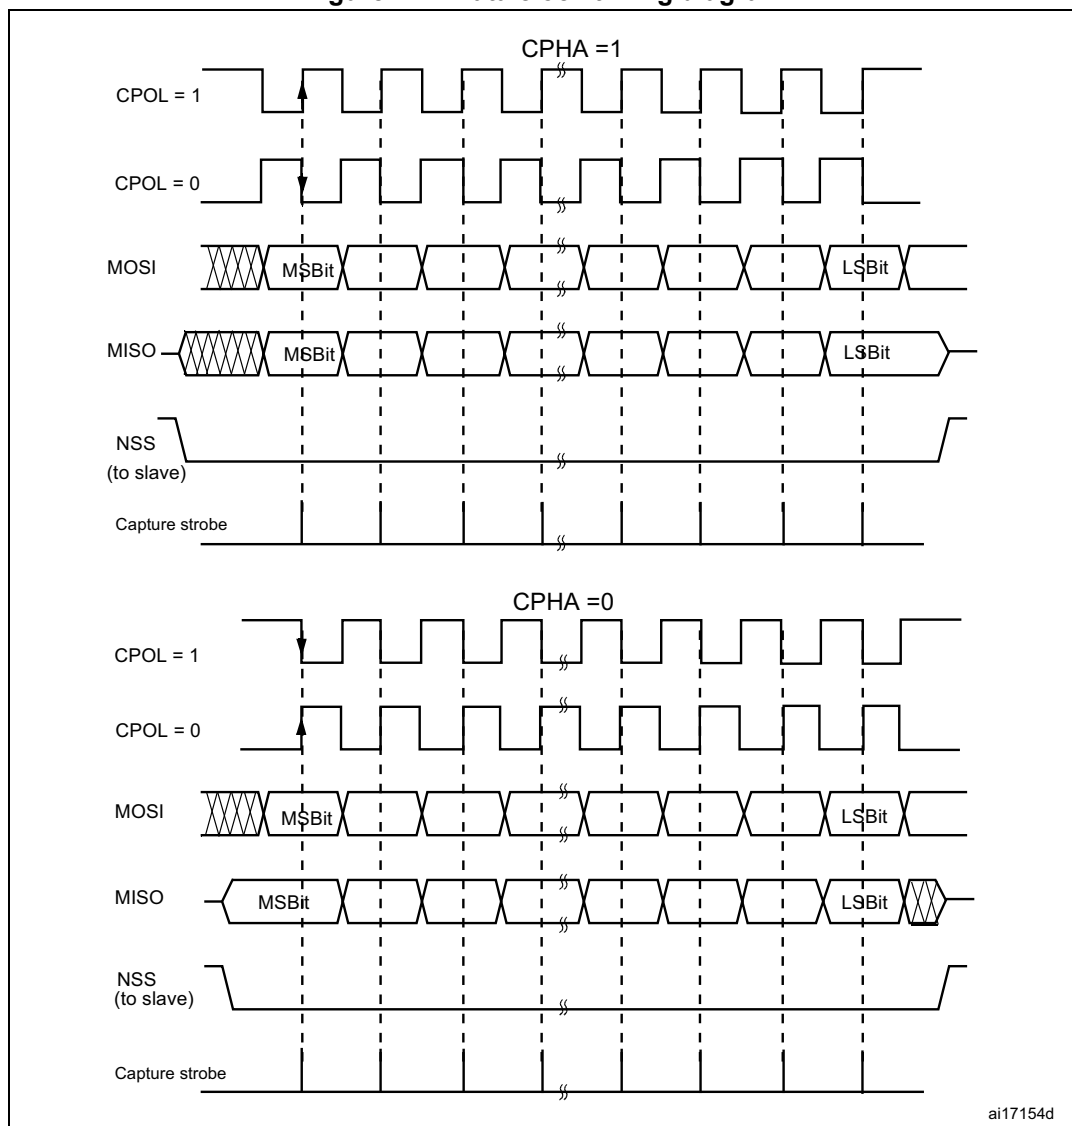 CPHA =1
CPOL = 1
CPOL = 0
MOSI MSBit LSBit
MISO MSBit LSBit
NSS
(to slave)
Capture strobe
CPHA =0
CPOL = 1
CPOL = 0
MOSI MSBit LSBit
MISO MSBit LSBit
NSS
(to slave)
Capture strobe
ai17154d